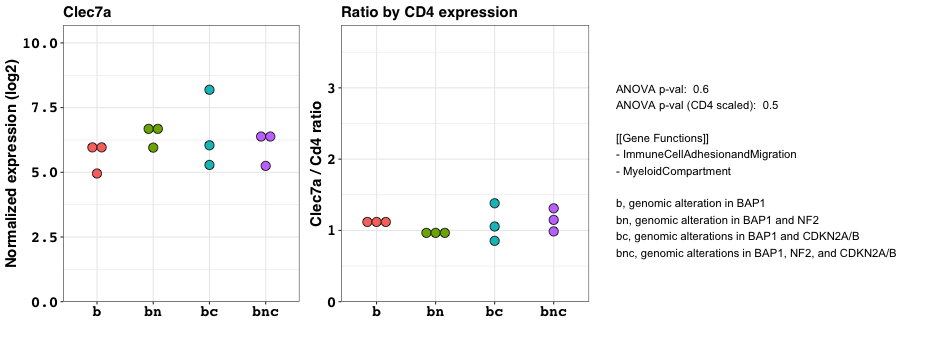 Clec7a
Normalized expression (log2)
10.0
7.5
5.0
2.5
0.0
b bn bc bnc
Ratio by CD4 expression
Clec7a / Cd4 ratio
3
2
1
0
b bn bc bnc
ANOVA p-val: 0.6
ANOVA p-val (CD4 scaled): 0.5
[[Gene Functions]]
- ImmuneCellAdhesionandMigration
- MyeloidCompartment
b, genomic alteration in BAP1
bn, genomic alteration in BAP1 and NF2
bc, genomic alterations in BAP1 and CDKN2A/B
bnc, genomic alterations in BAP1, NF2, and CDKN2A/B